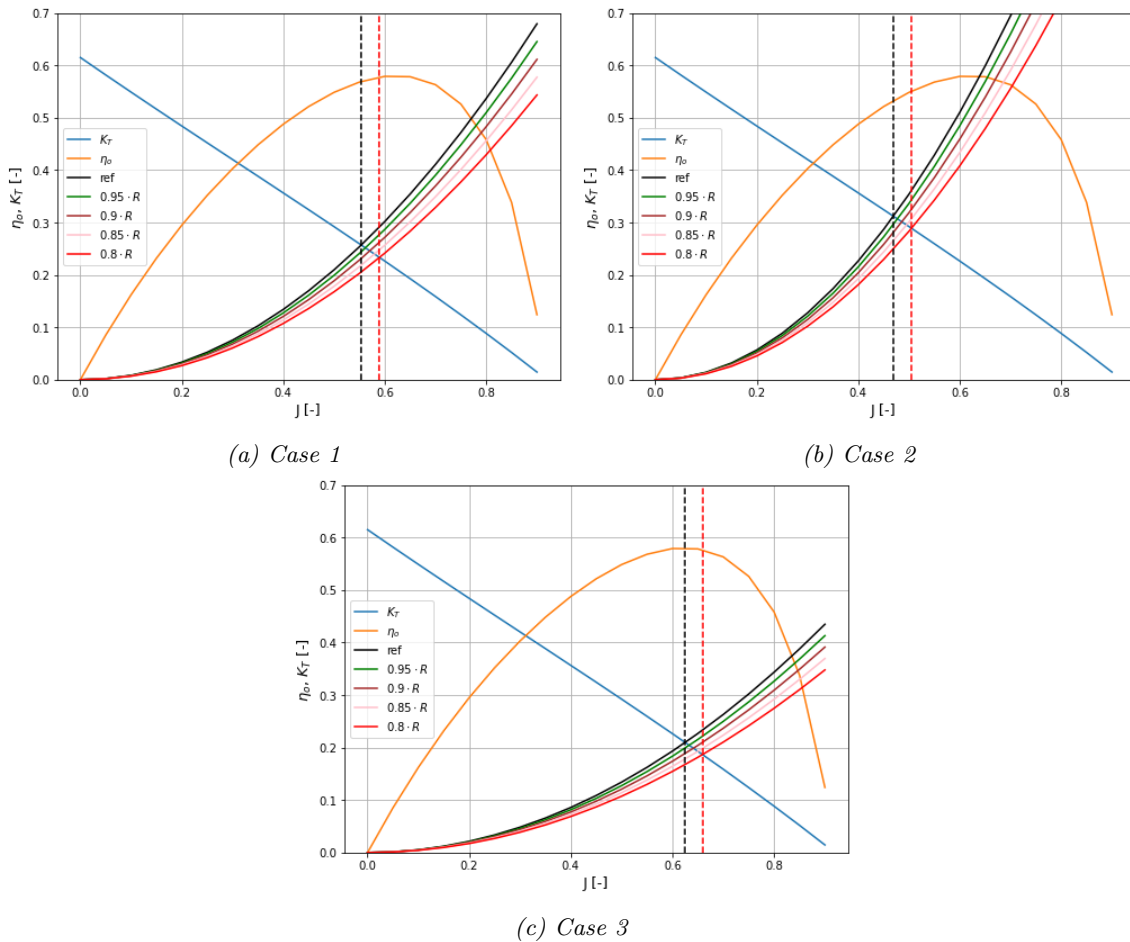 0.7
0.6
0.5
0.4
0.3
0.2
0.1
0.0
ηₒ, K_T [-]
K_T
ηₒ
ref
0.95 · R
0.9 · R
0.85 · R
0.8 · R
0.0 0.2 0.4 0.6 0.8
J [-]
(a) Case 1
0.7
0.6
0.5
0.4
0.3
0.2
0.1
0.0
ηₒ, K_T [-]
K_T
ηₒ
ref
0.95 · R
0.9 · R
0.85 · R
0.8 · R
0.0 0.2 0.4 0.6 0.8
J [-]
(b) Case 2
0.7
0.6
0.5
0.4
0.3
0.2
0.1
0.0
ηₒ, K_T [-]
K_T
ηₒ
ref
0.95 · R
0.9 · R
0.85 · R
0.8 · R
0.0 0.2 0.4 0.6 0.8
J [-]
(c) Case 3